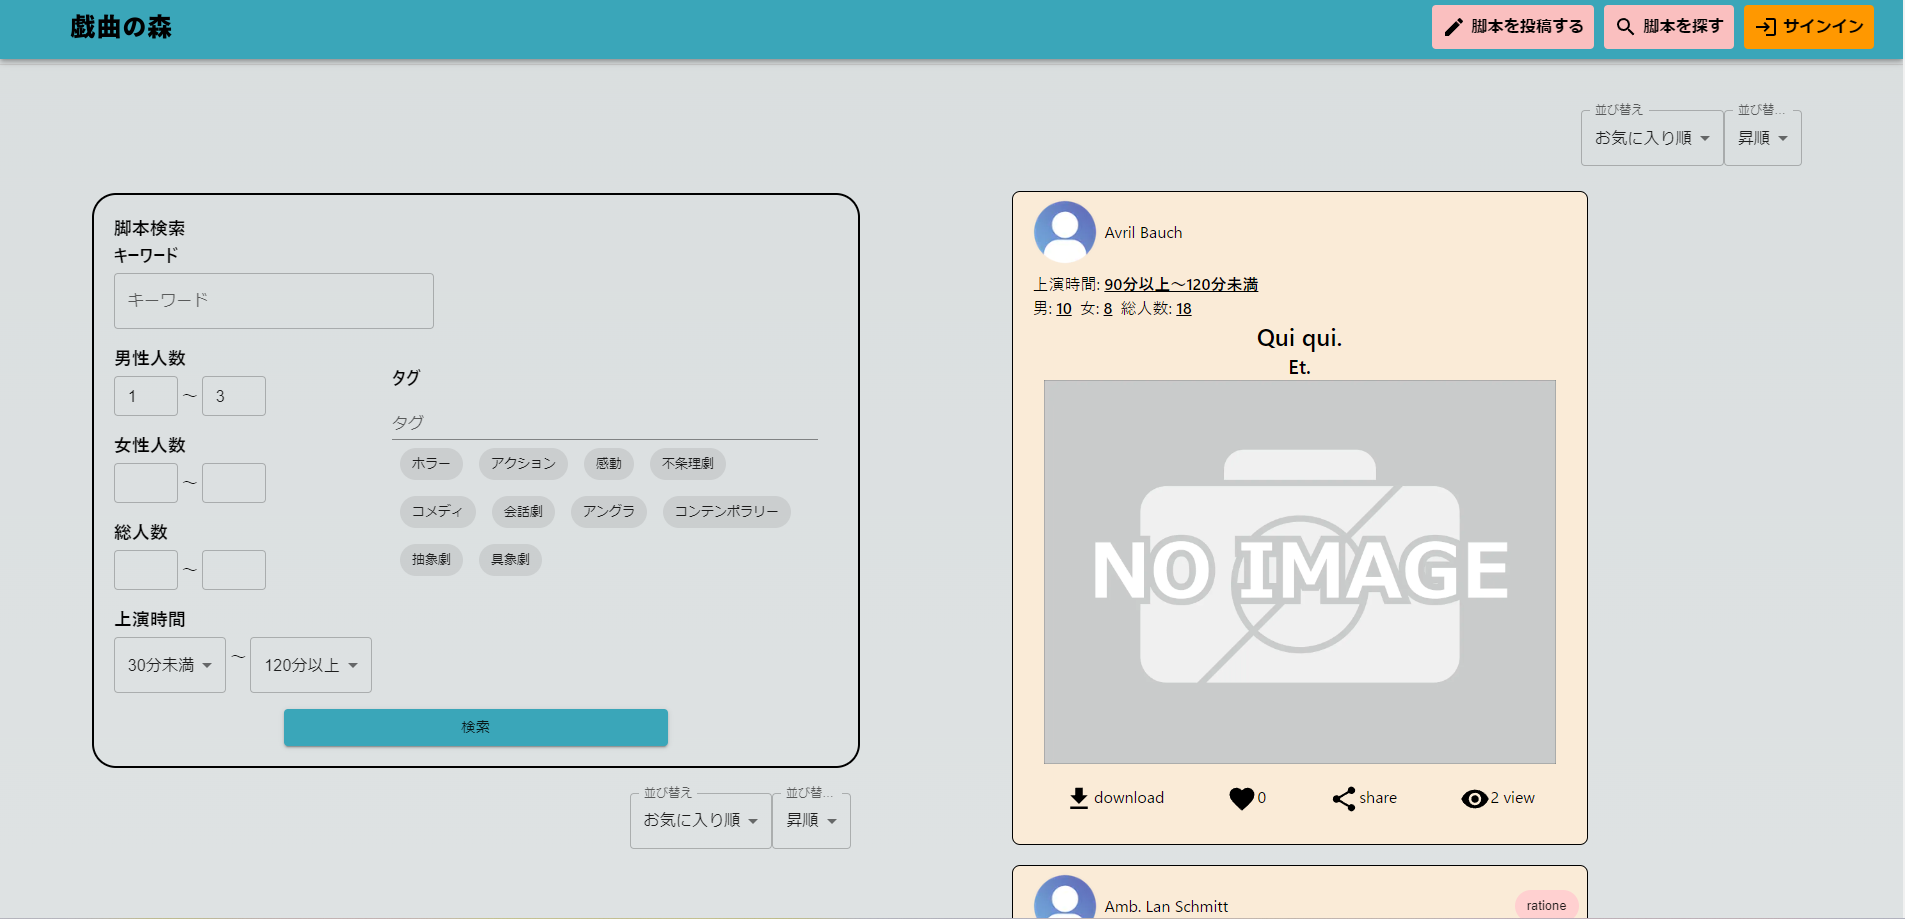 戯曲の森
脚本を投稿する 脚本を探す サインイン
並び替え 並び替...
お気に入り順 昇順
脚本検索
キーワード
キーワード
男性人数
1 ～ 3
女性人数
～
総人数
～
上演時間
30分未満 ～ 120分以上
タグ
タグ
ホラー アクション 感動 不条理劇
コメディ 会話劇 アングラ コンテンポラリー
抽象劇 具象劇
検索
並び替え 並び替...
お気に入り順 昇順
Avril Bauch
上演時間: 90分以上～120分未満
男: 10 女: 8 総人数: 18
Qui qui.
Et.
NO IMAGE
download 0 share 2 view
Amb. Lan Schmitt ratione